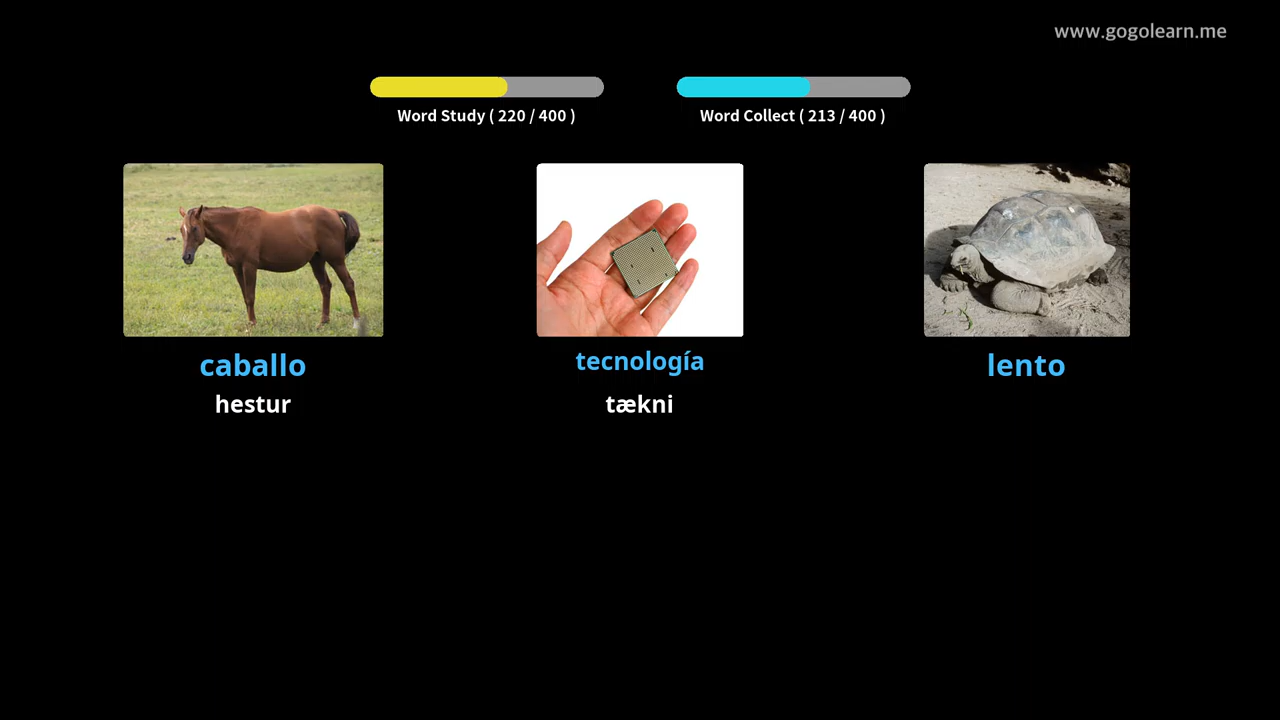 www.gogolearn.me
Word Study ( 220 / 400 )
Word Collect ( 213 / 400 )
caballo
hestur
tecnología
tækni
lento